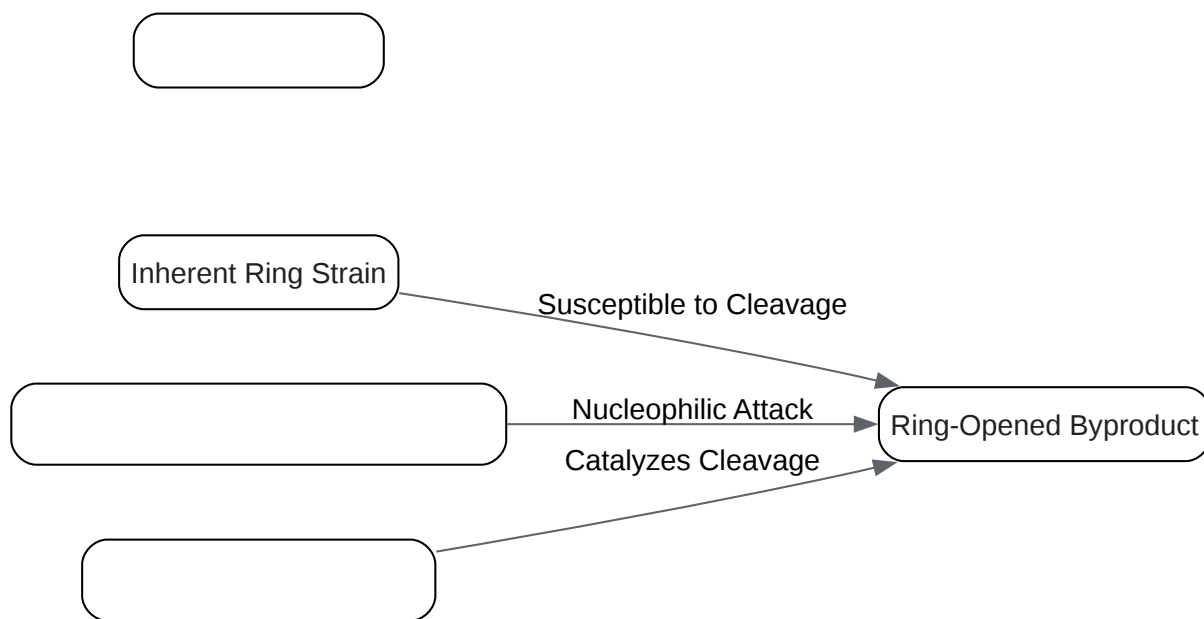 Inherent Ring Strain
Susceptible to Cleavage
Nucleophilic Attack
Ring-Opened Byproduct
Catalyzes Cleavage